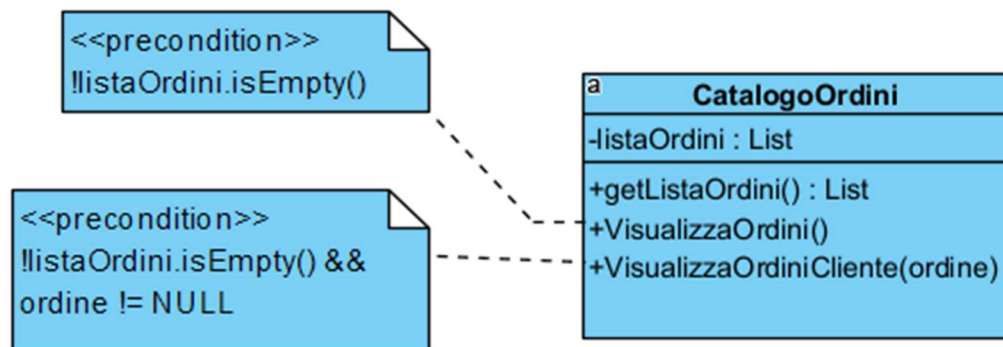 <<precondition>>
!listaOrdini.isEmpty()
<<precondition>>
!listaOrdini.isEmpty() &&
ordine != NULL
a
CatalogoOrdini
-listaOrdini : List
+getListaOrdini() : List
+VisualizzaOrdini()
+VisualizzaOrdiniCliente(ordine)